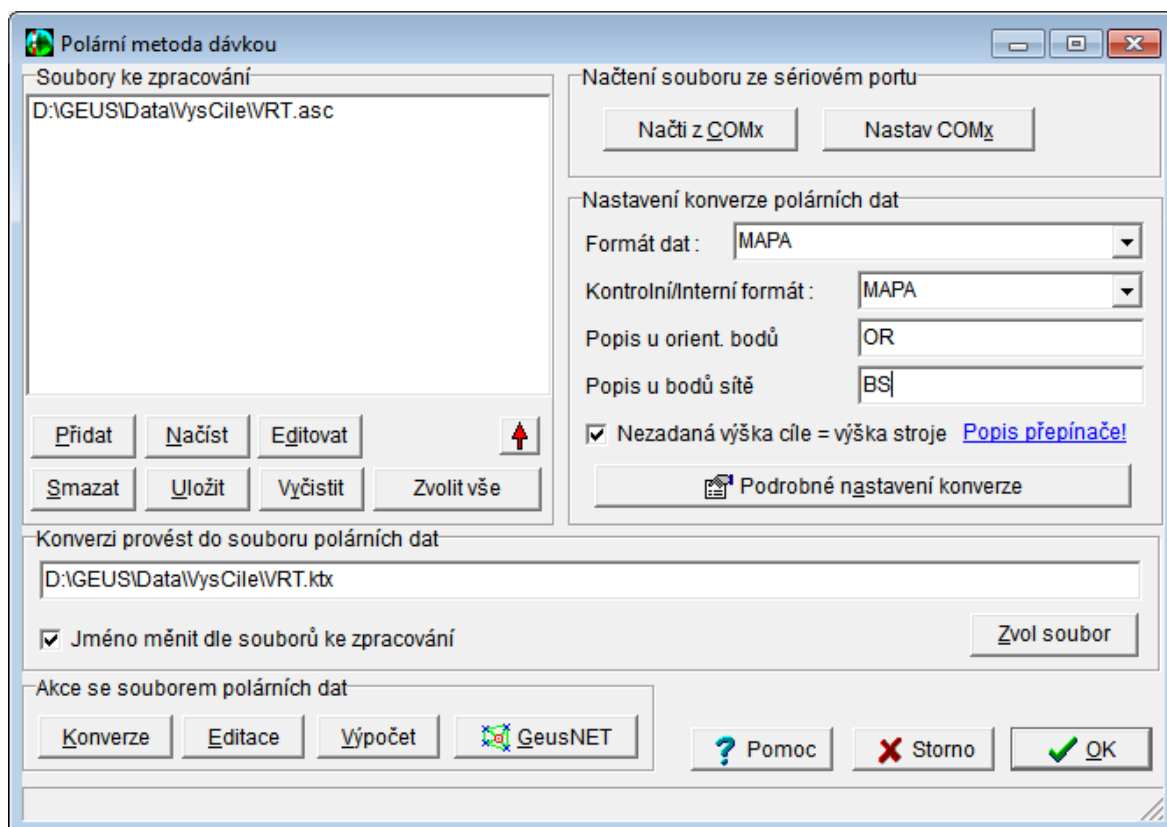 Polární metoda dávkou
Soubory ke zpracování
D:\GEUS\Data\VysCile\VRT.asc
Přidat Načíst Editovat
Smazat Uložit Vyčistit Zvolit vše
Načtení souboru ze sériovém portu
Načti z COMx Nastav COMx
Nastavení konverze polárních dat
Formát dat : MAPA
Kontrolní/Interní formát : MAPA
Popis u orient. bodů OR
Popis u bodů sítě BS
Nezadaná výška cíle = výška stroje Popis přepínače!
Podrobné nastavení konverze
Konverzi provést do souboru polárních dat
D:\GEUS\Data\VysCile\VRT.ktx
Jméno měnit dle souborů ke zpracování Zvol soubor
Akce se souborem polárních dat
Konverze Editace Výpočet GeusNET
Pomoc Storno OK